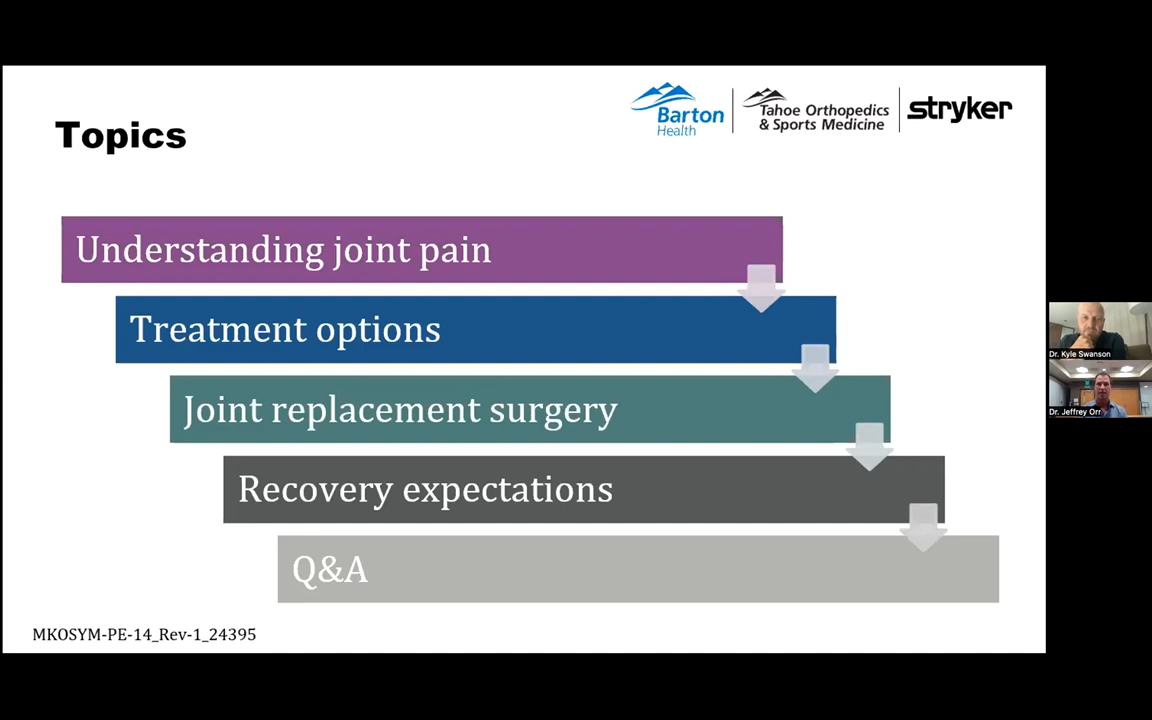 Topics
Barton
Health
Tahoe Orthopedics
& Sports Medicine
stryker
Understanding joint pain
Treatment options
Joint replacement surgery
Recovery expectations
Q&A
MKOSYM-PE-14_Rev-1_24395
Dr. Kyle Swanson
Dr. Jeffrey Orr